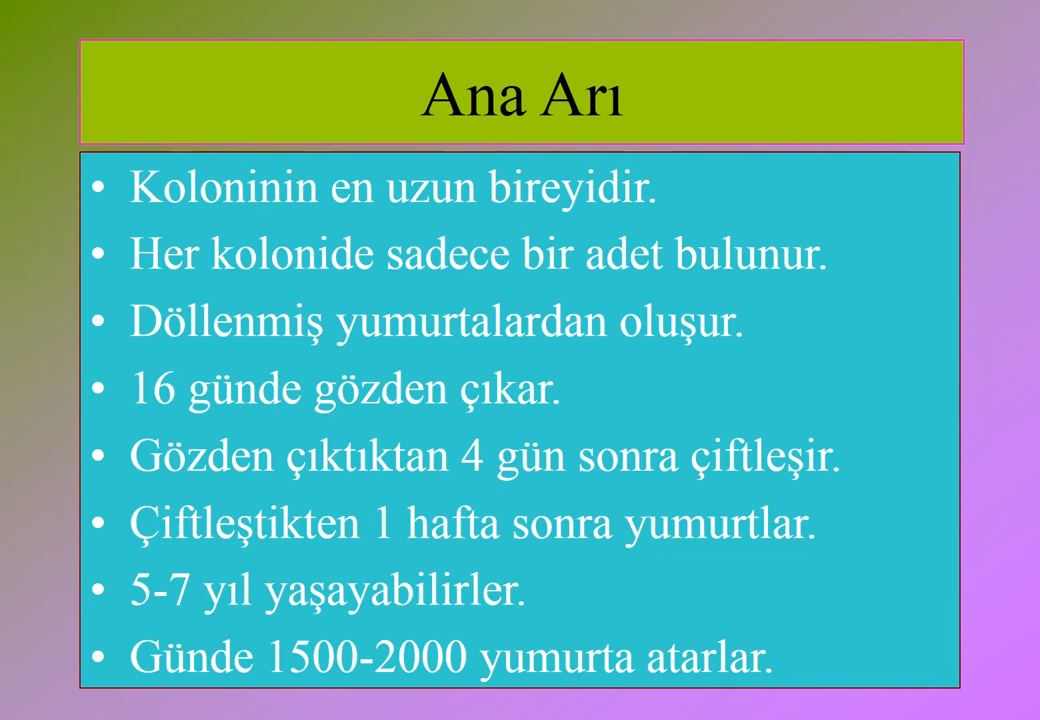 Ana Arı
• Koloninin en uzun bireyidir.
• Her kolonide sadece bir adet bulunur.
• Döllenmiş yumurtalardan oluşur.
• 16 günde gözden çıkar.
• Gözden çıktıktan 4 gün sonra çiftleşir.
• Çiftleştikten 1 hafta sonra yumurtlar.
• 5-7 yıl yaşayabilirler.
• Günde 1500-2000 yumurta atarlar.